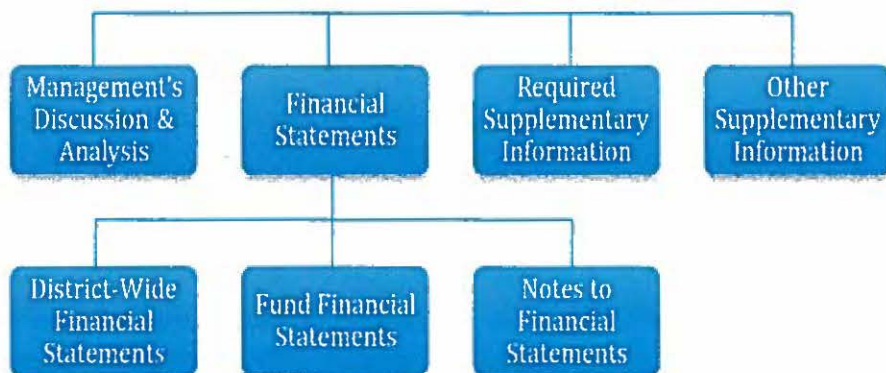 Management's
Discussion &
Analysis
Financial
Statements
Required
Supplementary
Information
Other
Supplementary
Information
District-Wide
Financial
Statements
Fund Financial
Statements
Notes to
Financial
Statements